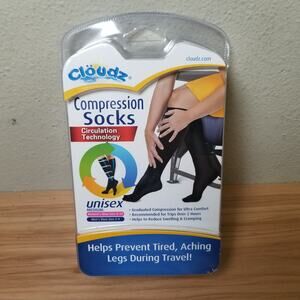 Clöudz®
cloudz.com
Compression
Socks
Circulation
Technology
unisex
• Graduated Compression for Ultra Comfort
• Recommended for Trips Over 2 Hours
• Helps to Reduce Swelling & Cramping
Helps Prevent Tired, Aching
Legs During Travel!